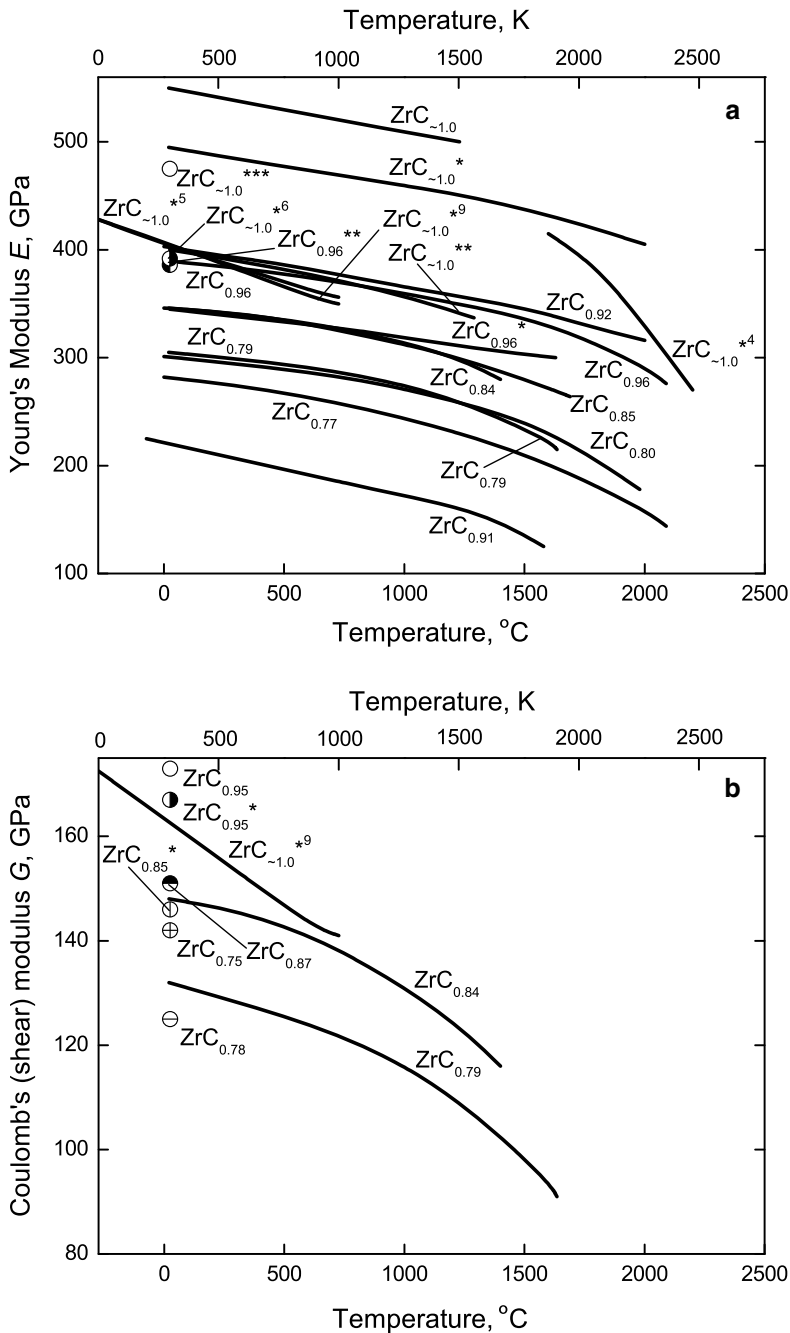 Temperature, K
0 500 1000 1500 2000 2500
a
ZrC~1.0
500
ZrC~1.0*
ZrC~1.0***
ZrC~1.0*5
ZrC~1.0*6
ZrC~1.0*9
ZrC0.96**
ZrC~1.0**
400
ZrC0.96
ZrC0.92
ZrC0.96*
ZrC0.79
ZrC~1.0*4
300
ZrC0.96
ZrC0.84
ZrC0.85
ZrC0.77
ZrC0.80
200
ZrC0.79
ZrC0.91
100
Young's Modulus E, GPa
0 500 1000 1500 2000 2500
Temperature, °C
Temperature, K
0 500 1000 1500 2000 2500
b
ZrC0.95
ZrC0.95*
160
ZrC~1.0*9
ZrC0.85*
140
ZrC0.75
ZrC0.87
ZrC0.84
120
ZrC0.78
ZrC0.79
100
80
Coulomb's (shear) modulus G, GPa
0 500 1000 1500 2000 2500
Temperature, °C